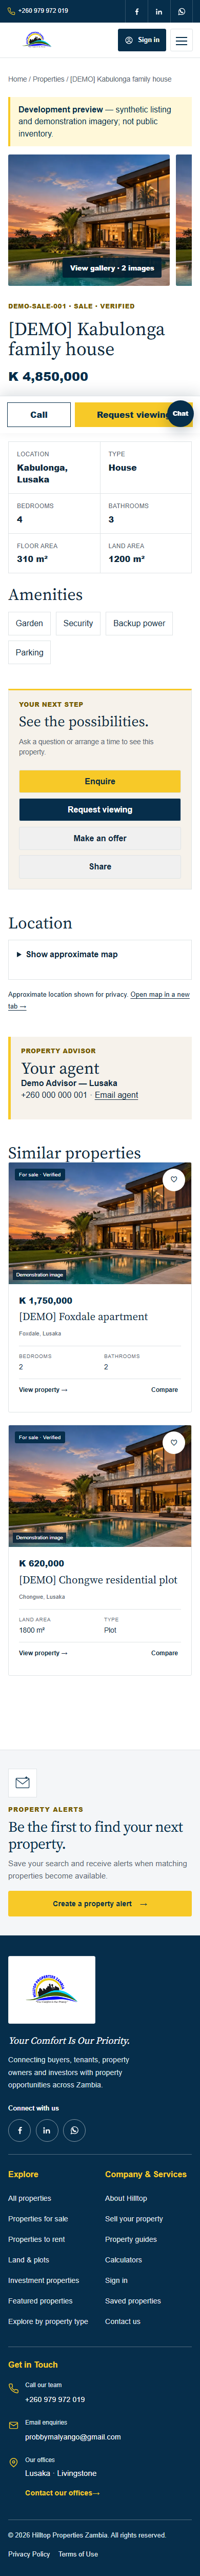 +260 979 972 019
Sign in
Home / Properties / [DEMO] Kabulonga family house
Development preview — synthetic listing
and demonstration imagery; not public
inventory.
View gallery · 2 images
DEMO-SALE-001 · SALE · VERIFIED
[DEMO] Kabulonga
family house
K 4,850,000
Call
Request viewing
Chat
LOCATION
Kabulonga,
Lusaka
TYPE
House
BEDROOMS
4
BATHROOMS
3
FLOOR AREA
310 m²
LAND AREA
1200 m²
Amenities
Garden
Security
Backup power
Parking
YOUR NEXT STEP
See the possibilities.
Ask a question or arrange a time to see this
property.
Enquire
Request viewing
Make an offer
Share
Location
▶ Show approximate map
Approximate location shown for privacy. Open map in a new
tab →
PROPERTY ADVISOR
Your agent
Demo Advisor — Lusaka
+260 000 000 001 · Email agent
Similar properties
For sale · Verified
Demonstration image
K 1,750,000
[DEMO] Foxdale apartment
Foxdale, Lusaka
BEDROOMS
2
BATHROOMS
2
View property →
Compare
For sale · Verified
Demonstration image
K 620,000
[DEMO] Chongwe residential plot
Chongwe, Lusaka
LAND AREA
1800 m²
TYPE
Plot
View property →
Compare
PROPERTY ALERTS
Be the first to find your next
property.
Save your search and receive alerts when matching
properties become available.
Create a property alert →
Your Comfort Is Our Priority.
Connecting buyers, tenants, property
owners and investors with property
opportunities across Zambia.
Connect with us
Explore
All properties
Properties for sale
Properties to rent
Land & plots
Investment properties
Featured properties
Explore by property type
Company & Services
About Hilltop
Sell your property
Property guides
Calculators
Sign in
Saved properties
Contact us
Get in Touch
Call our team
+260 979 972 019
Email enquiries
probbymalyango@gmail.com
Our offices
Lusaka · Livingstone
Contact our offices→
© 2026 Hilltop Properties Zambia. All rights reserved.
Privacy Policy
Terms of Use